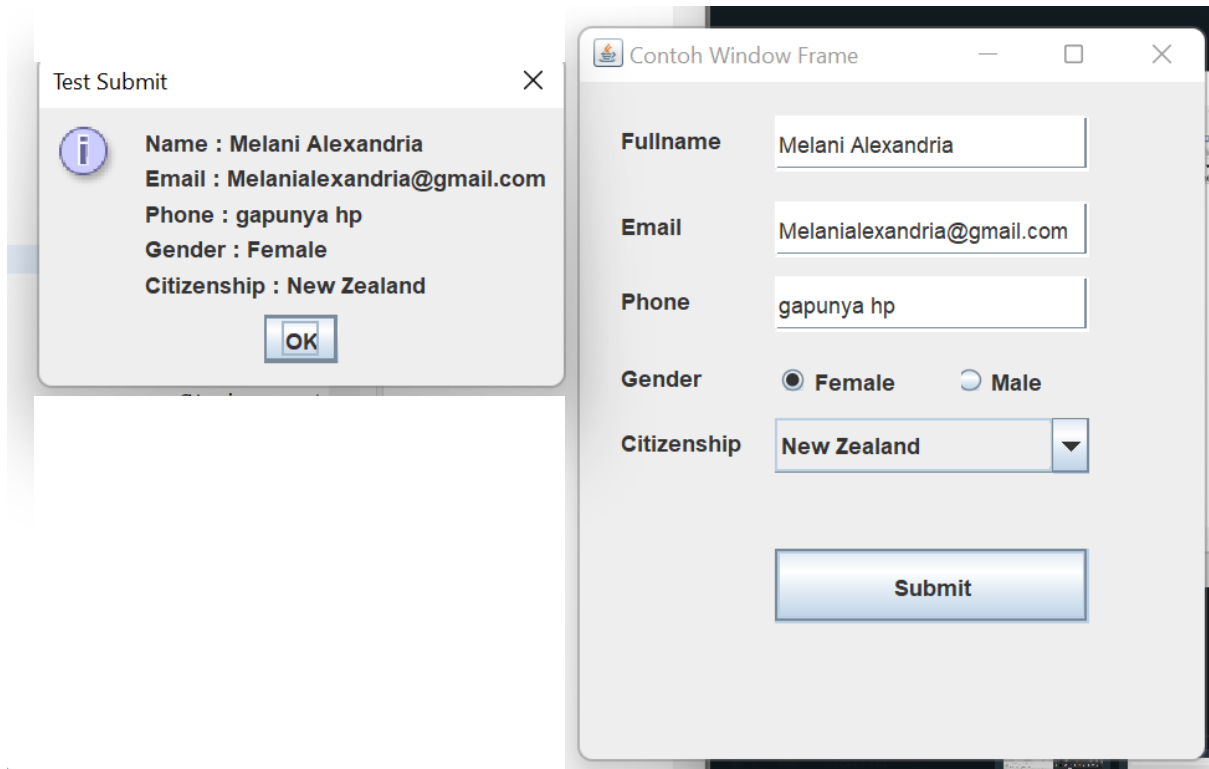 Test Submit
Name : Melani Alexandria
Email : Melanialexandria@gmail.com
Phone : gapunya hp
Gender : Female
Citizenship : New Zealand
OK
Contoh Window Frame
Fullname Melani Alexandria
Email Melanialexandria@gmail.com
Phone gapunya hp
Gender Female Male
Citizenship New Zealand
Submit